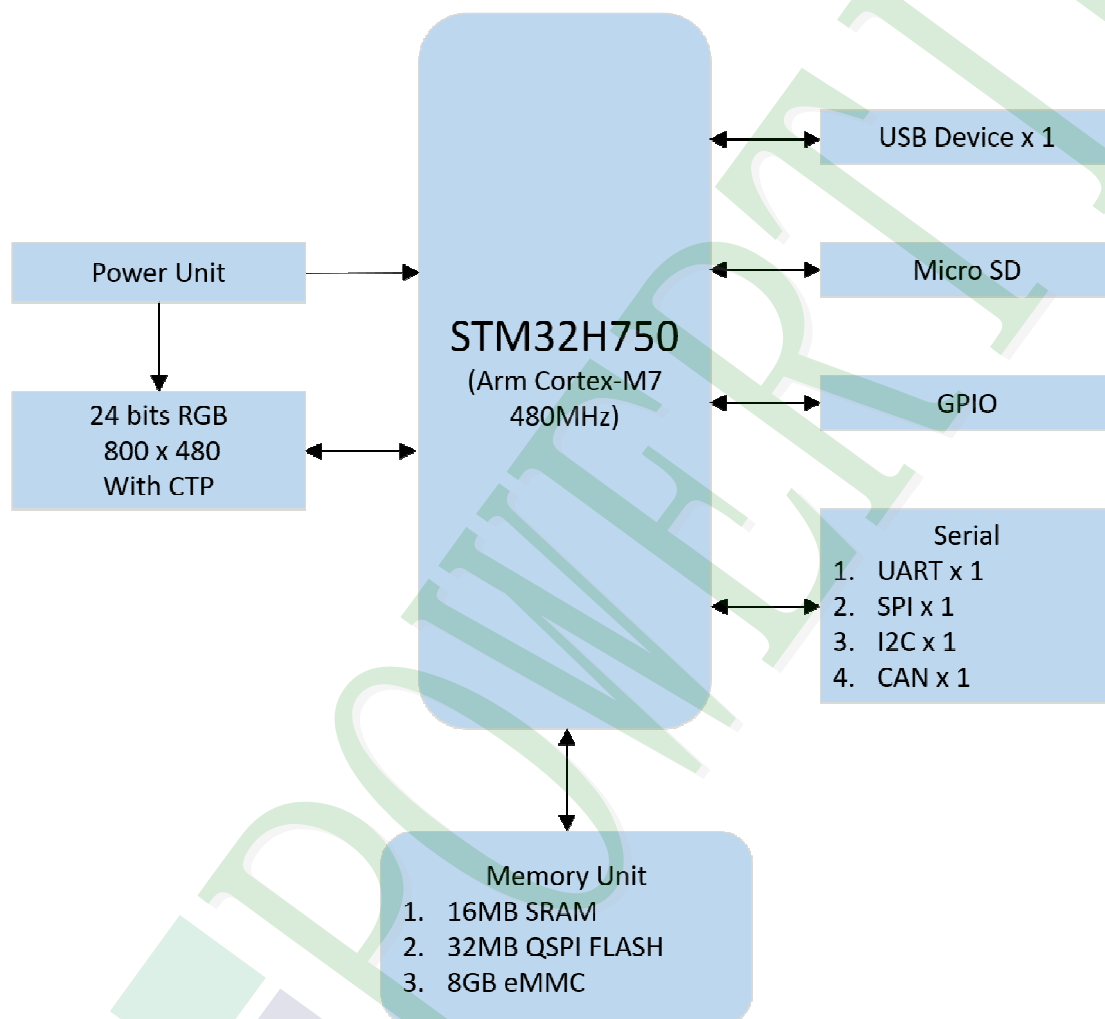 Power Unit
24 bits RGB
800 x 480
With CTP
STM32H750
(Arm Cortex-M7
480MHz)
USB Device x 1
Micro SD
GPIO
Serial
1. UART x 1
2. SPI x 1
3. I2C x 1
4. CAN x 1
Memory Unit
1. 16MB SRAM
2. 32MB QSPI FLASH
3. 8GB eMMC
POWERTI